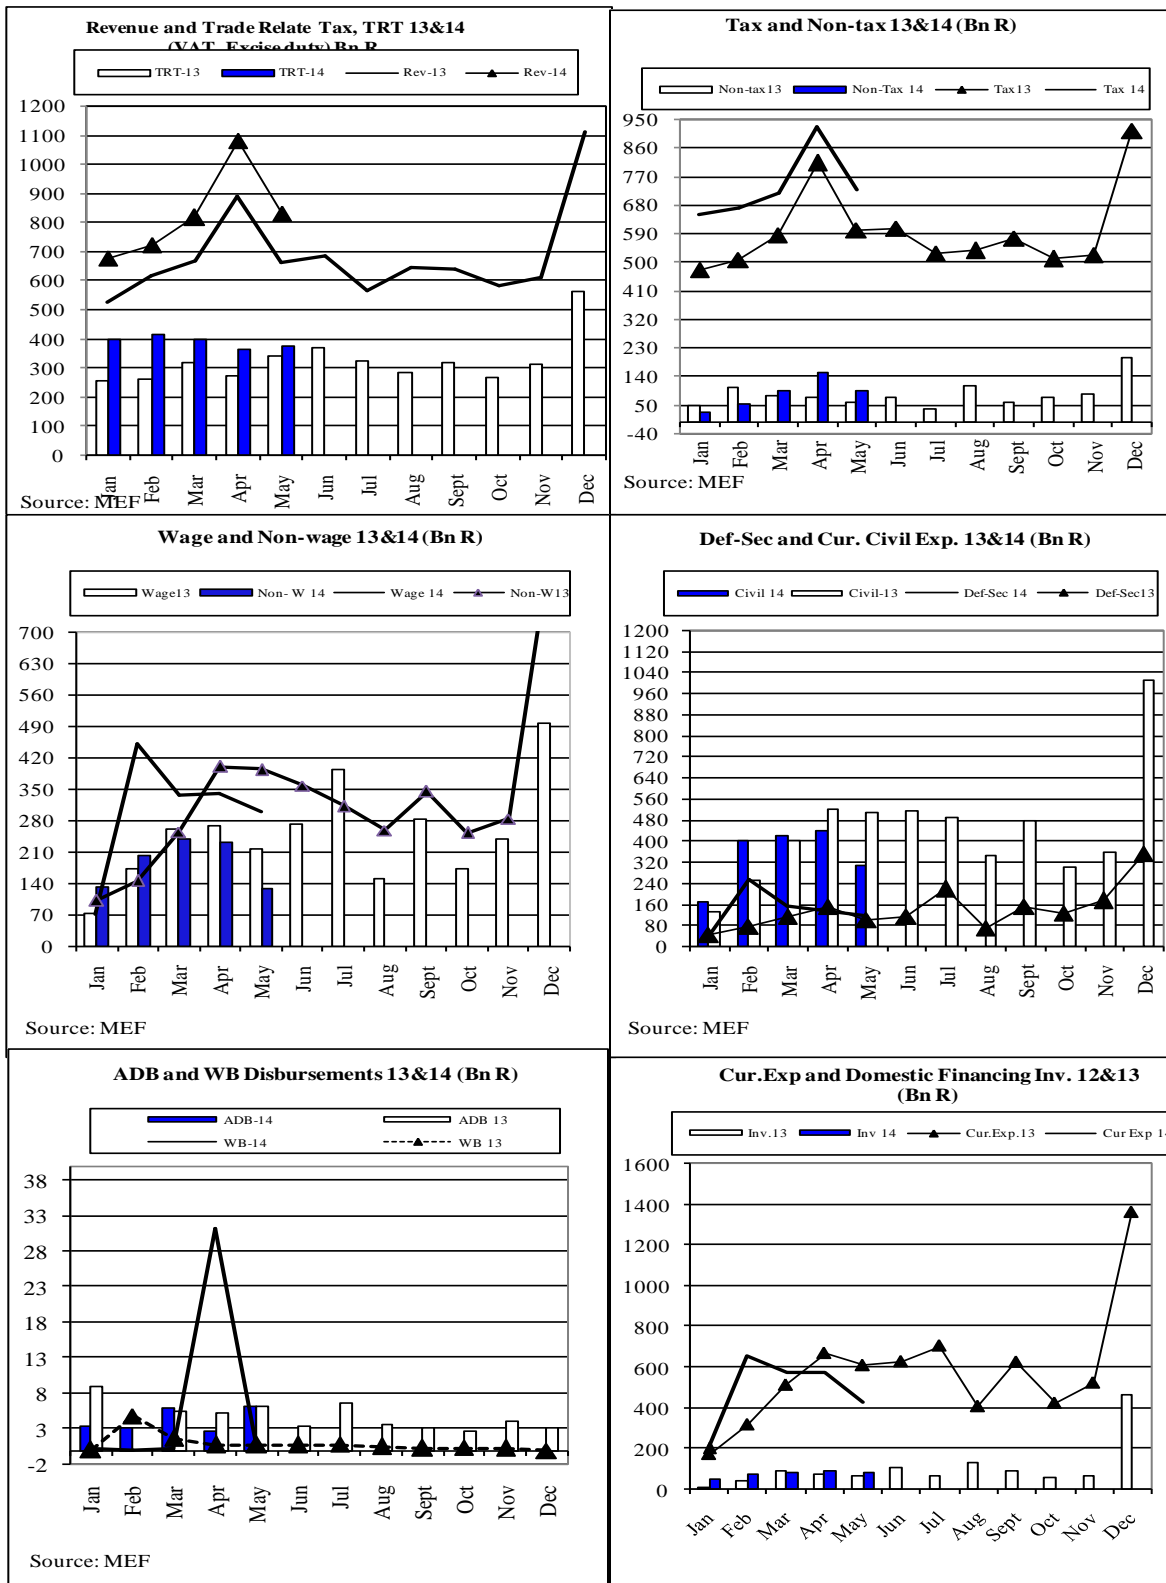 Revenue and Trade Relate Tax, TRT 13&14
(VAT, Excise duty) Bn R
TRT-13 TRT-14 Rev-13 Rev-14
1200
1100
1000
900
800
700
600
500
400
300
200
100
0
Jan Feb Mar Apr May Jun Jul Aug Sept Oct Nov Dec
Source: MEF
Tax and Non-tax 13&14 (Bn R)
Non-tax13 Non-Tax 14 Tax13 Tax 14
950
860
770
680
590
500
410
320
230
140
50
-40
Jan Feb Mar Apr May Jun Jul Aug Sept Oct Nov Dec
Source: MEF
Wage and Non-wage 13&14 (Bn R)
Wage13 Non- W 14 Wage 14 Non-W13
700
630
560
490
420
350
280
210
140
70
0
Jan Feb Mar Apr May Jun Jul Aug Sept Oct Nov Dec
Source: MEF
Def-Sec and Cur. Civil Exp. 13&14 (Bn R)
Civil 14 Civil-13 Def-Sec 14 Def-Sec13
1200
1120
1040
960
880
800
720
640
560
480
400
320
240
160
80
0
Jan Feb Mar Apr May Jun Jul Aug Sept Oct Nov Dec
Source: MEF
ADB and WB Disbursements 13&14 (Bn R)
ADB-14 ADB 13
WB-14 WB 13
38
33
28
23
18
13
8
3
-2
Jan Feb Mar Apr May Jun Jul Aug Sept Oct Nov Dec
Source: MEF
Cur.Exp and Domestic Financing Inv. 12&13
(Bn R)
Inv.13 Inv 14 Cur.Exp.13 Cur Exp 14
1600
1400
1200
1000
800
600
400
200
0
Jan Feb Mar Apr May Jun Jul Aug Sept Oct Nov Dec